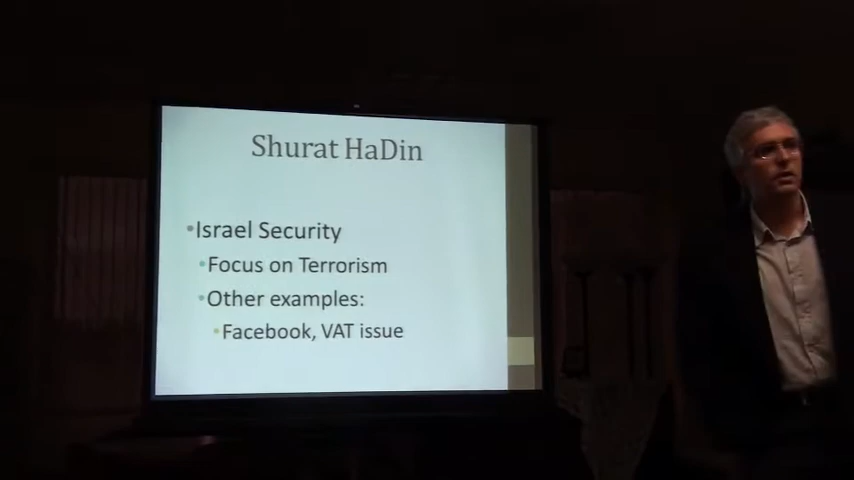 Shurat HaDin
•Israel Security
•Focus on Terrorism
•Other examples:
•Facebook, VAT issue